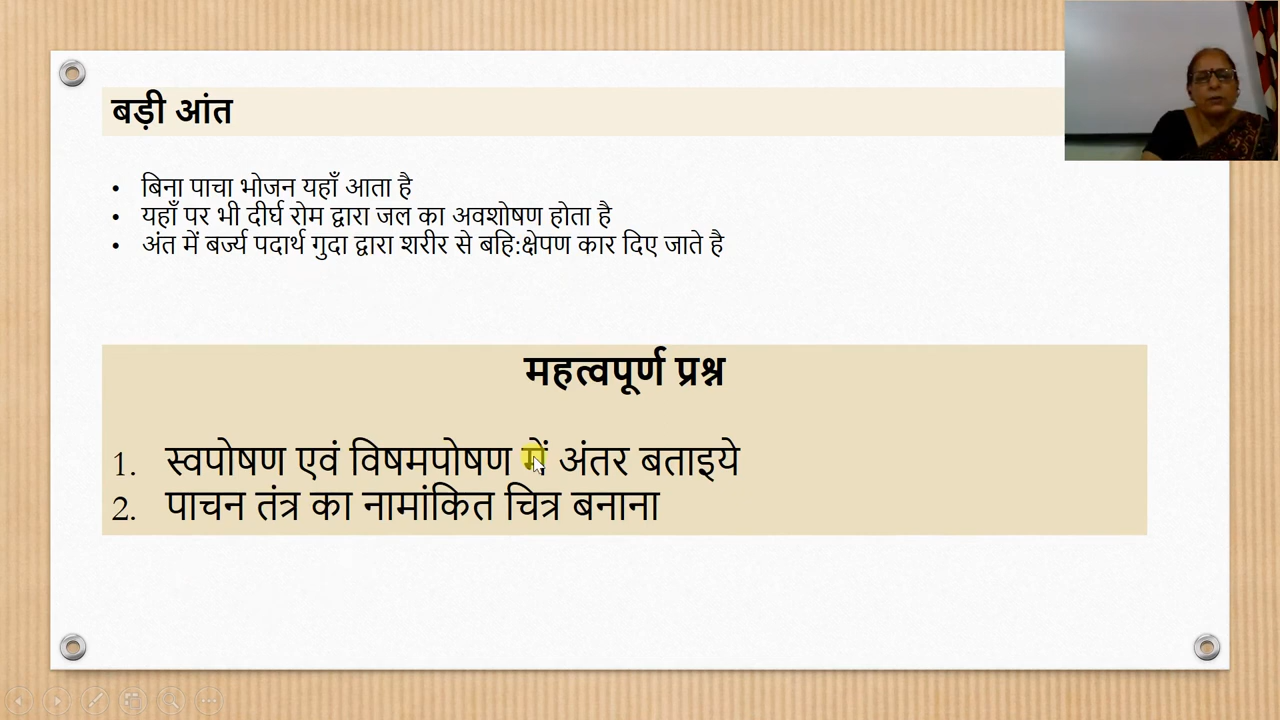 बड़ी आंत
• बिना पाचा भोजन यहाँ आता है
• यहाँ पर भी दीर्घ रोम द्वारा जल का अवशोषण होता है
• अंत में बर्ज्य पदार्थ गुदा द्वारा शरीर से बहि:क्षेपण कार दिए जाते है
महत्वपूर्ण प्रश्न
1. स्वपोषण एवं विषमपोषण में अंतर बताइये
2. पाचन तंत्र का नामांकित चित्र बनाना